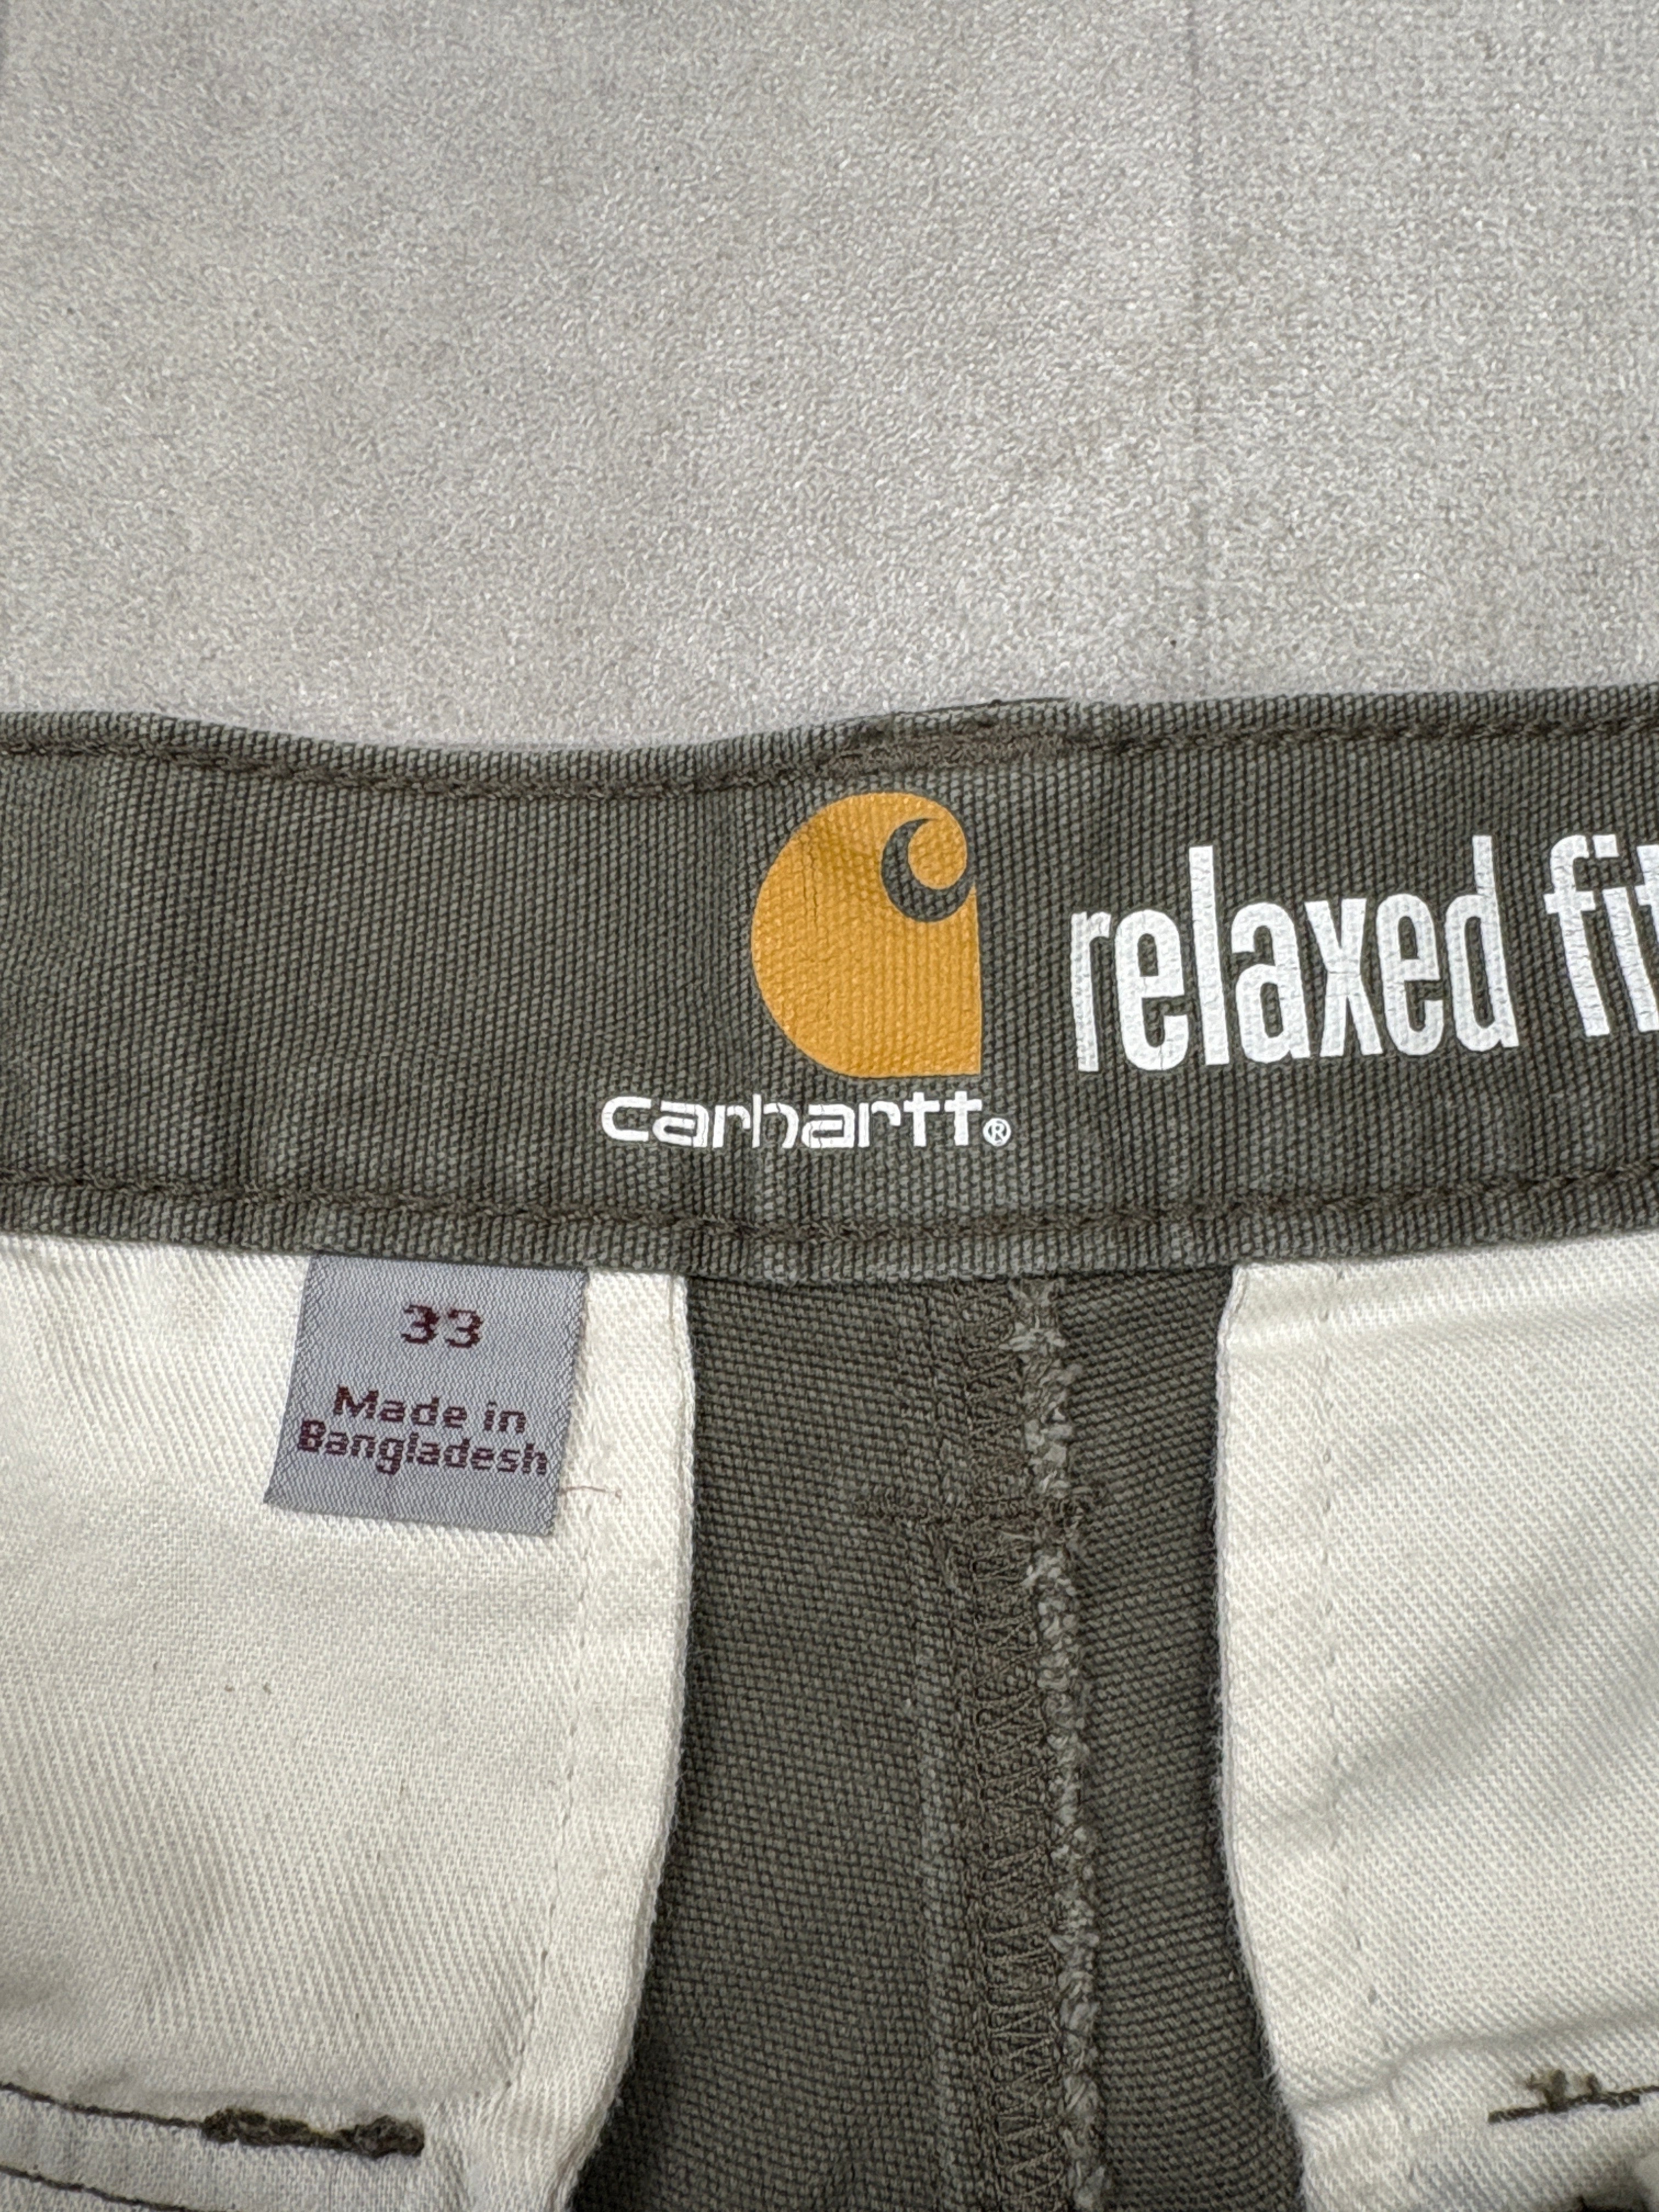 relaxed fit
carhartt®
33
Made in
Bangladesh